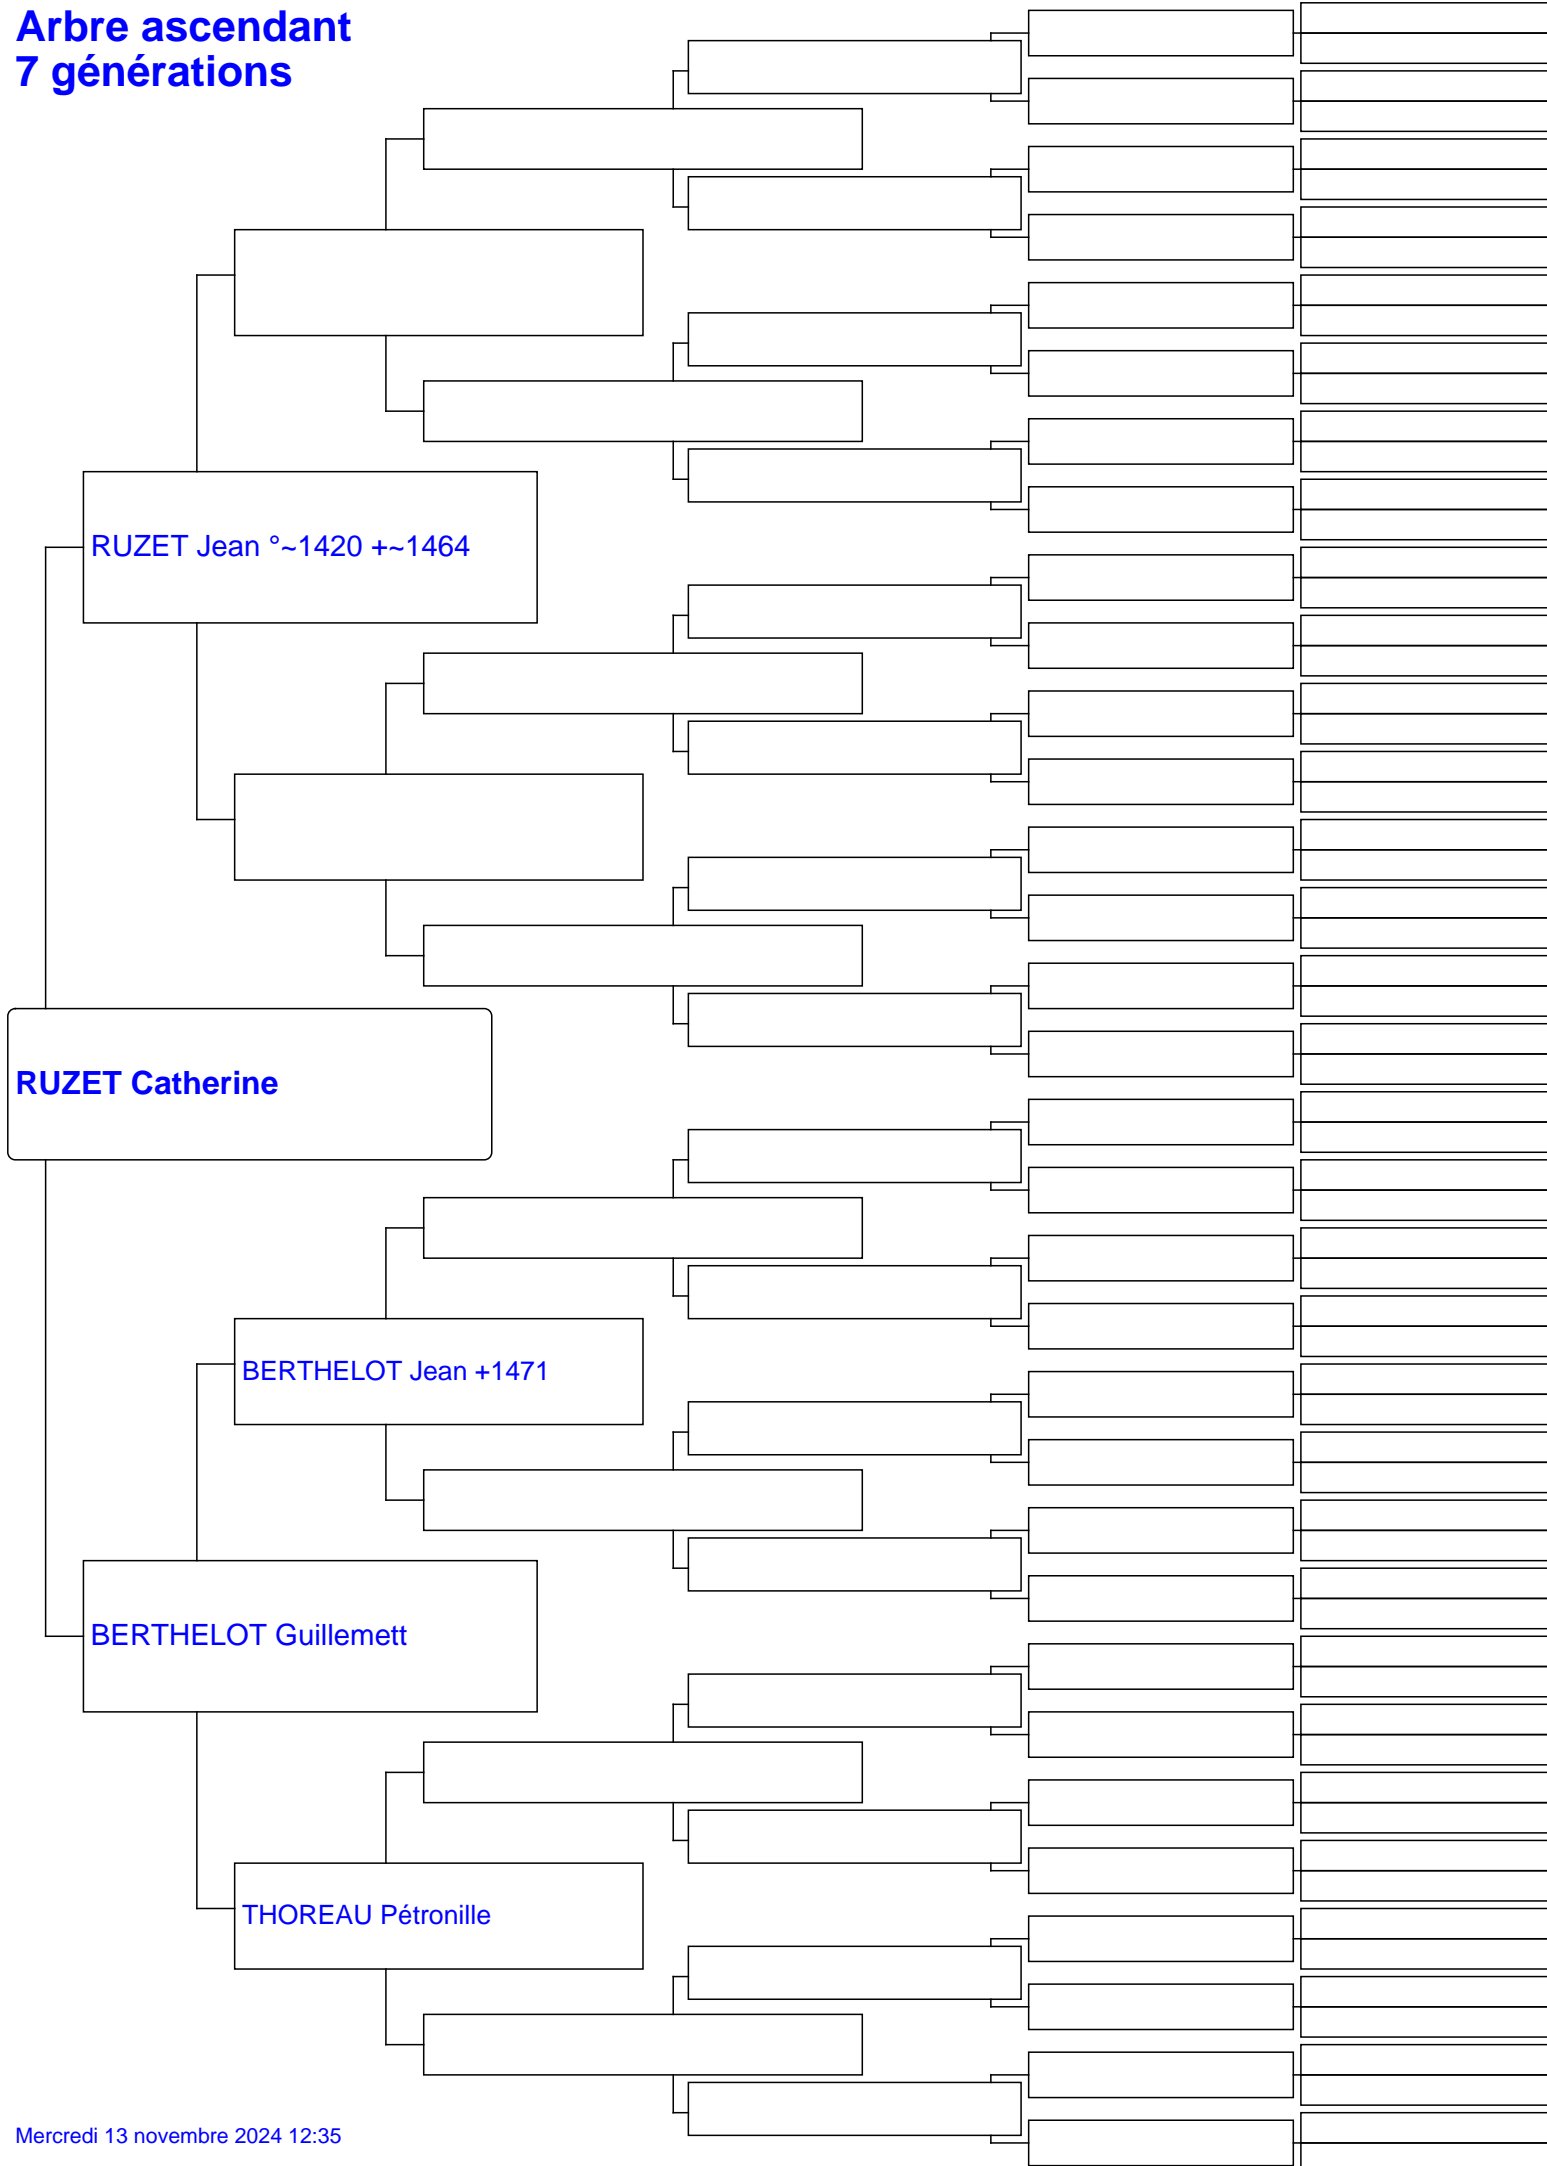 Arbre ascendant
7 générations
RUZET Jean °~1420 +~1464
RUZET Catherine
BERTHELOT Jean +1471
BERTHELOT Guillemett
THOREAU Pétronille
Mercredi 13 novembre 2024 12:35